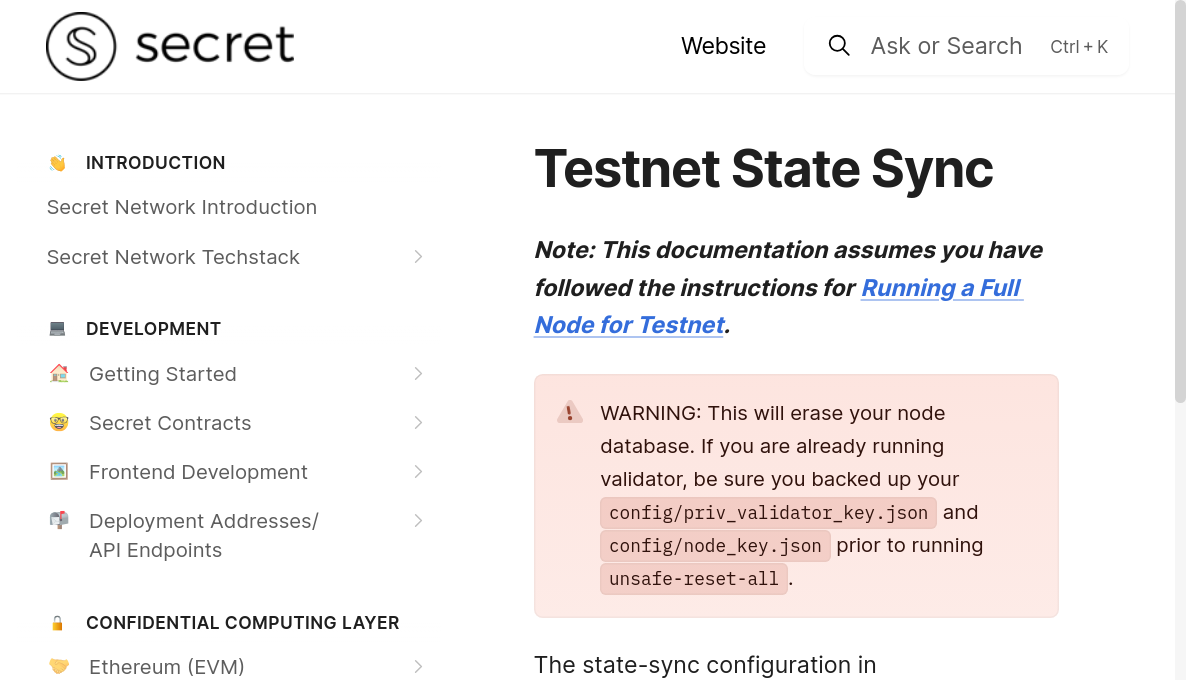 secret
Website
Ask or Search
Ctrl + K
INTRODUCTION
Secret Network Introduction
Secret Network Techstack
DEVELOPMENT
Getting Started
Secret Contracts
Frontend Development
Deployment Addresses/
API Endpoints
CONFIDENTIAL COMPUTING LAYER
Ethereum (EVM)
Testnet State Sync
Note: This documentation assumes you have
followed the instructions for Running a Full
Node for Testnet.
WARNING: This will erase your node
database. If you are already running
validator, be sure you backed up your
config/priv_validator_key.json and
config/node_key.json prior to running
unsafe-reset-all.
The state-sync configuration in